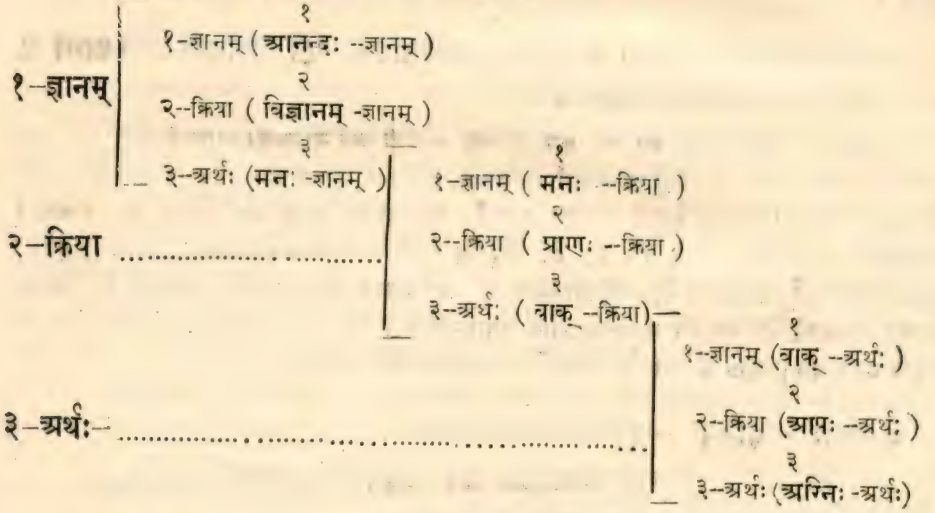 १
१-ज्ञानम् ( आनन्दः --ज्ञानम् )
१-ज्ञानम्
२
२--क्रिया ( विज्ञानम् -ज्ञानम् )
३
३--अर्थः (मनः -ज्ञानम् )
१
१-ज्ञानम् ( मनः --क्रिया )
२-क्रिया ........................................
२
२--क्रिया ( प्राणः --क्रिया )
३
३--अर्थः ( वाक् --क्रिया)
१
१--ज्ञानम् (वाक् --अर्थः )
३-अर्थः- ................................................................................
२
२--क्रिया (आपः --अर्थः )
३
३--अर्थः (अग्निः -अर्थः)